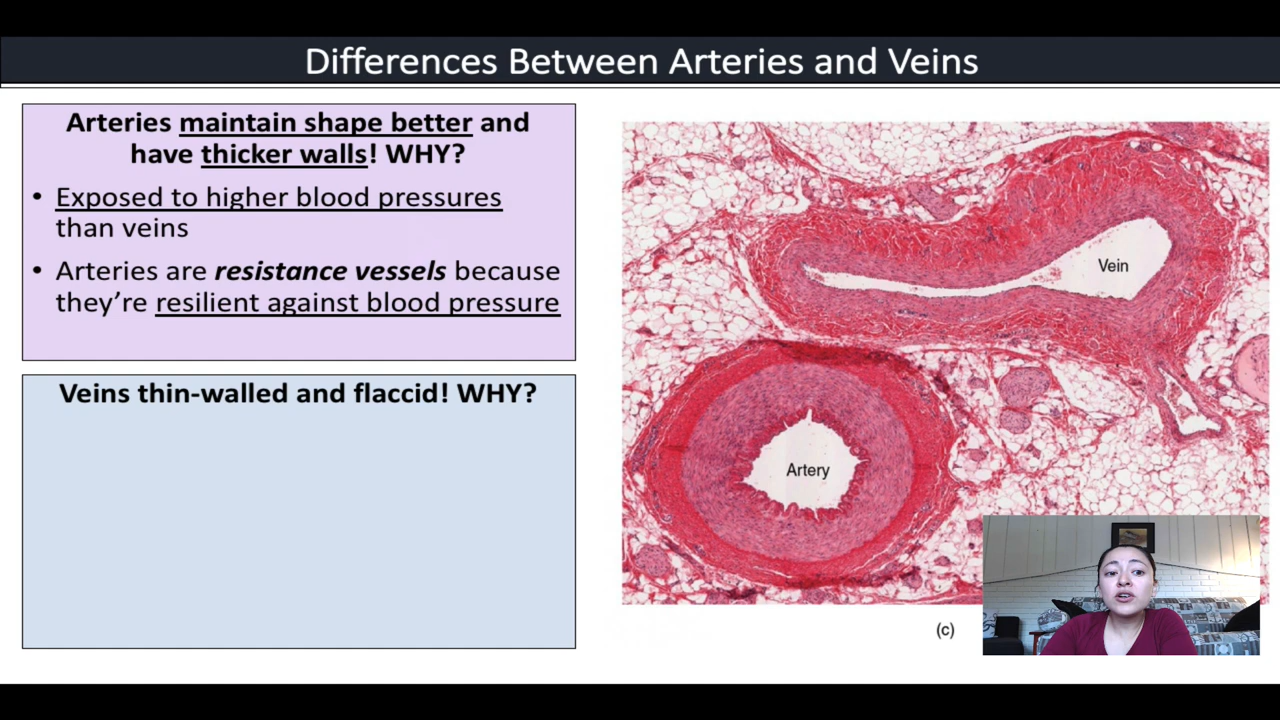 Differences Between Arteries and Veins
Arteries maintain shape better and
have thicker walls! WHY?
• Exposed to higher blood pressures
than veins
• Arteries are resistance vessels because
they’re resilient against blood pressure
Veins thin-walled and flaccid! WHY?
Vein
Artery
(c)